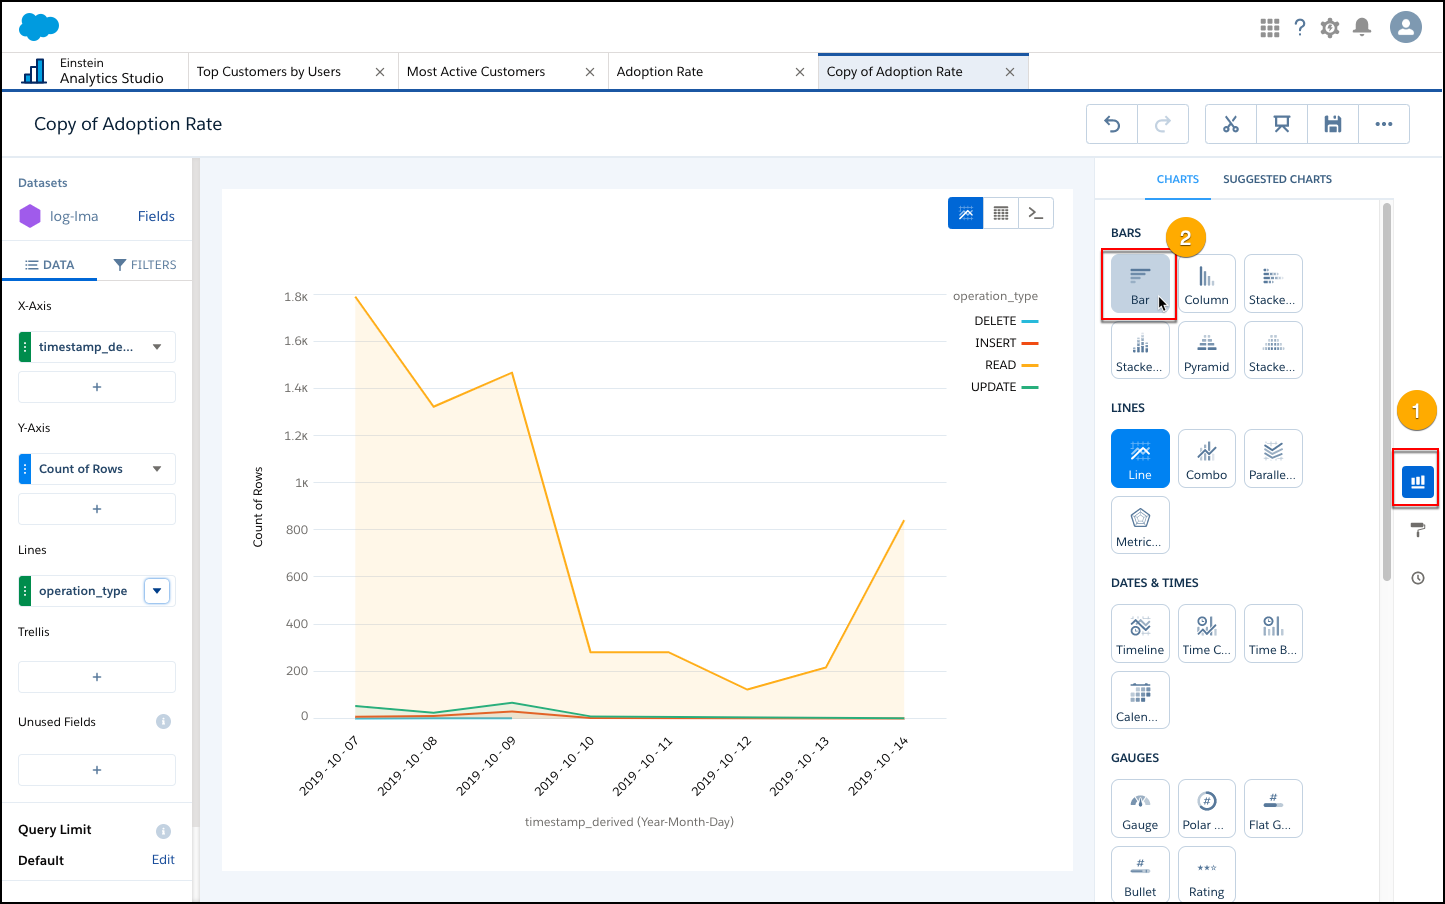 Einstein
Analytics Studio
Top Customers by Users
Most Active Customers
Adoption Rate
Copy of Adoption Rate
Copy of Adoption Rate
Datasets
log-lma
Fields
DATA
FILTERS
X-Axis
timestamp_de...
+
Y-Axis
Count of Rows
+
Lines
operation_type
Trellis
+
Unused Fields
+
Query Limit
Default
Edit
1.8K
1.6K
1.4K
1.2K
1K
800
600
400
200
0
Count of Rows
2019 - 10 - 07
2019 - 10 - 08
2019 - 10 - 09
2019 - 10 - 10
2019 - 10 - 11
2019 - 10 - 12
2019 - 10 - 13
2019 - 10 - 14
timestamp_derived (Year-Month-Day)
operation_type
DELETE
INSERT
READ
UPDATE
CHARTS
SUGGESTED CHARTS
BARS
2
Bar
Column
Stacke...
Stacke...
Pyramid
Stacke...
LINES
Line
Combo
Paralle...
Metric...
DATES & TIMES
Timeline
Time C...
Time B...
Calen...
GAUGES
Gauge
Polar ...
Flat G...
Bullet
Rating
1